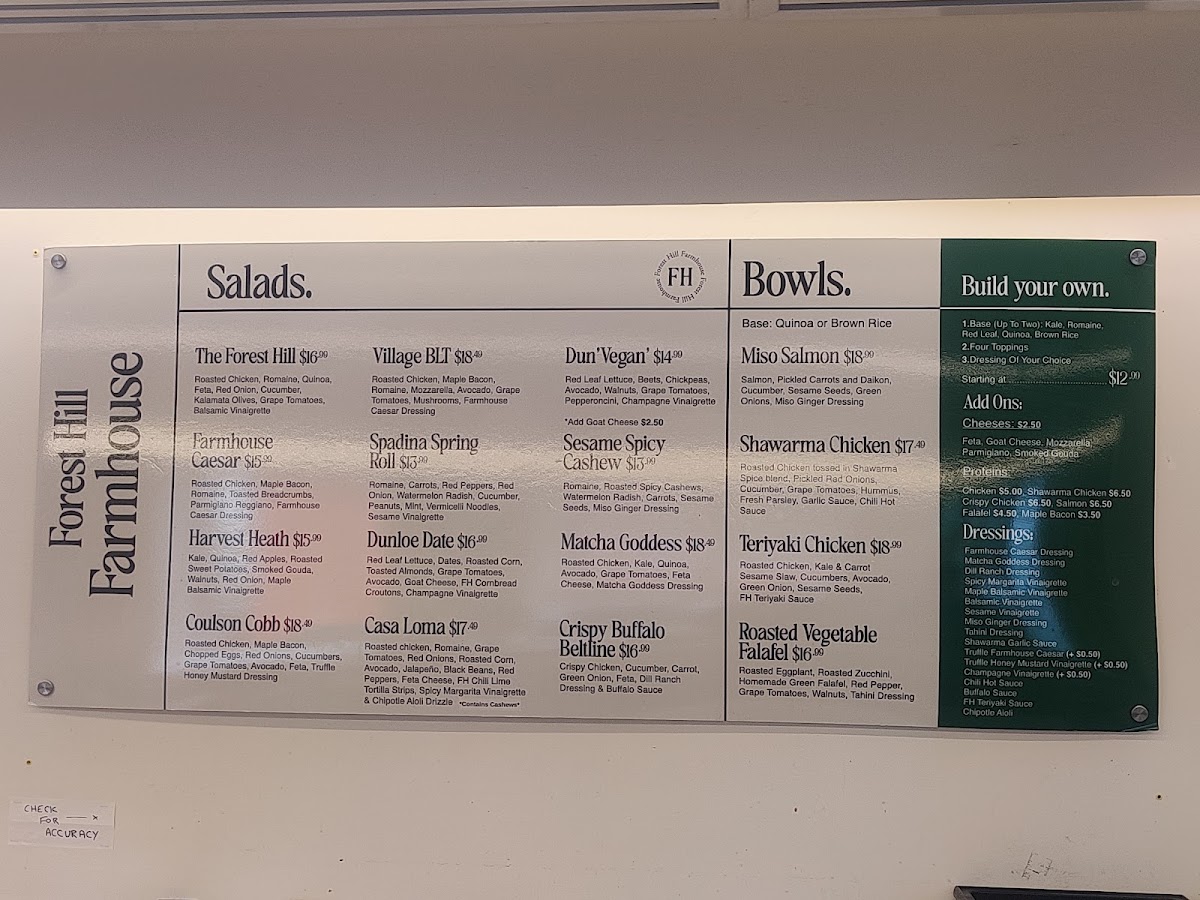 Forest Hill
Farmhouse
Salads.
Forest Hill Farmhouse Forest Hill Farmhouse
FH
The Forest Hill $16.99
Roasted Chicken, Romaine, Quinoa,
Feta, Red Onion, Cucumber,
Kalamata Olives, Grape Tomatoes,
Balsamic Vinaigrette
Farmhouse
Caesar $15.99
Roasted Chicken, Maple Bacon,
Romaine, Toasted Breadcrumbs,
Parmigiano Reggiano, Farmhouse
Caesar Dressing
Harvest Heath $15.99
Kale, Quinoa, Red Apples, Roasted
Sweet Potatoes, Smoked Gouda,
Walnuts, Red Onion, Maple
Balsamic Vinaigrette
Coulson Cobb $18.49
Roasted Chicken, Maple Bacon,
Chopped Eggs, Red Onions, Cucumbers,
Grape Tomatoes, Avocado, Feta, Truffle
Honey Mustard Dressing
Village BLT $18.49
Roasted Chicken, Maple Bacon,
Romaine, Mozzarella, Avocado, Grape
Tomatoes, Mushrooms, Farmhouse
Caesar Dressing
Spadina Spring
Roll $13.99
Romaine, Carrots, Red Peppers, Red
Onion, Watermelon Radish, Cucumber,
Peanuts, Mint, Vermicelli Noodles,
Sesame Vinaigrette
Dunloe Date $16.99
Red Leaf Lettuce, Dates, Roasted Corn,
Toasted Almonds, Grape Tomatoes,
Avocado, Goat Cheese, FH Cornbread
Croutons, Champagne Vinaigrette
Casa Loma $17.49
Roasted chicken, Romaine, Grape
Tomatoes, Red Onions, Roasted Corn,
Avocado, Jalapeño, Black Beans, Red
Peppers, Feta Cheese, FH Chili Lime
Tortilla Strips, Spicy Margarita Vinaigrette
& Chipotle Aioli Drizzle *Contains Cashews*
Dun'Vegan' $14.99
Red Leaf Lettuce, Beets, Chickpeas,
Avocado, Walnuts, Grape Tomatoes,
Pepperoncini, Champagne Vinaigrette
*Add Goat Cheese $2.50
Sesame Spicy
Cashew $13.99
Romaine, Roasted Spicy Cashews,
Watermelon Radish, Carrots, Sesame
Seeds, Miso Ginger Dressing
Matcha Goddess $18.49
Roasted Chicken, Kale, Quinoa,
Avocado, Grape Tomatoes, Feta
Cheese, Matcha Goddess Dressing
Crispy Buffalo
Beltline $16.99
Crispy Chicken, Cucumber, Carrot,
Green Onion, Feta, Dill Ranch
Dressing & Buffalo Sauce
Bowls.
Base: Quinoa or Brown Rice
Miso Salmon $18.99
Salmon, Pickled Carrots and Daikon,
Cucumber, Sesame Seeds, Green
Onions, Miso Ginger Dressing
Shawarma Chicken $17.49
Roasted Chicken tossed in Shawarma
Spice blend, Pickled Red Onions,
Cucumber, Grape Tomatoes, Hummus,
Fresh Parsley, Garlic Sauce, Chili Hot
Sauce
Teriyaki Chicken $18.99
Roasted Chicken, Kale & Carrot
Sesame Slaw, Cucumbers, Avocado,
Green Onion, Sesame Seeds,
FH Teriyaki Sauce
Roasted Vegetable
Falafel $16.99
Roasted Eggplant, Roasted Zucchini,
Homemade Green Falafel, Red Pepper,
Grape Tomatoes, Walnuts, Tahini Dressing
Build your own.
1.Base (Up To Two): Kale, Romaine,
Red Leaf, Quinoa, Brown Rice
2.Four Toppings
3.Dressing Of Your Choice
Starting at ........................ $12.99
Add Ons:
Cheeses: $2.50
Feta, Goat Cheese, Mozzarella,
Parmigiano, Smoked Gouda
Proteins:
Chicken $5.00, Shawarma Chicken $6.50
Crispy Chicken $6.50, Salmon $6.50
Falafel $4.50, Maple Bacon $3.50
Dressings:
Farmhouse Caesar Dressing
Matcha Goddess Dressing
Dill Ranch Dressing
Spicy Margarita Vinaigrette
Maple Balsamic Vinaigrette
Balsamic Vinaigrette
Sesame Vinaigrette
Miso Ginger Dressing
Tahini Dressing
Shawarma Garlic Sauce
Truffle Farmhouse Caesar (+ $0.50)
Truffle Honey Mustard Vinaigrette (+ $0.50)
Champagne Vinaigrette (+ $0.50)
Chili Hot Sauce
Buffalo Sauce
FH Teriyaki Sauce
Chipotle Aioli
CHECK
FOR
ACCURACY